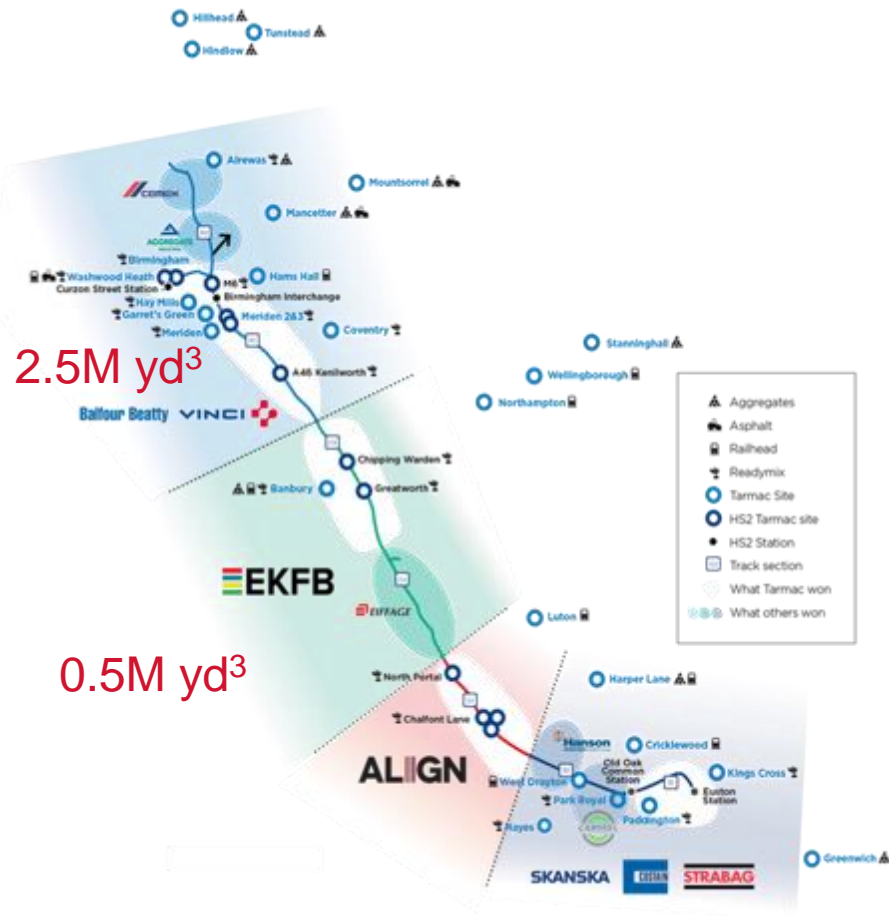 Hillhead
Tunstead
Hindlow
Alrewas
CEMEX
Mountsorrel
Mancetter
AGGREGATE
Birmingham
Washwood Heath
Curzon Street Station
M6
Hams Hall
Birmingham Interchange
Hay Mills
Garret's Green
Meriden 2&3
Meriden
Coventry
Stanninghall
2.5M yd³
A46 Kenilworth
Wellingborough
Northampton
Balfour Beatty
VINCI
Chipping Warden
Banbury
Greatworth
Aggregates
Asphalt
Railhead
Readymix
Tarmac Site
HS2 Tarmac site
HS2 Station
Track section
What Tarmac won
What others won
EKFB
EIFFAGE
Luton
0.5M yd³
North Portal
Harper Lane
Chalfont Lane
Hanson
Cricklewood
ALIGN
Old Oak
Common
Station
West Drayton
Kings Cross
Euston
Station
Park Royal
Paddington
Hayes
Greenwich
SKANSKA
COSTAIN
STRABAG